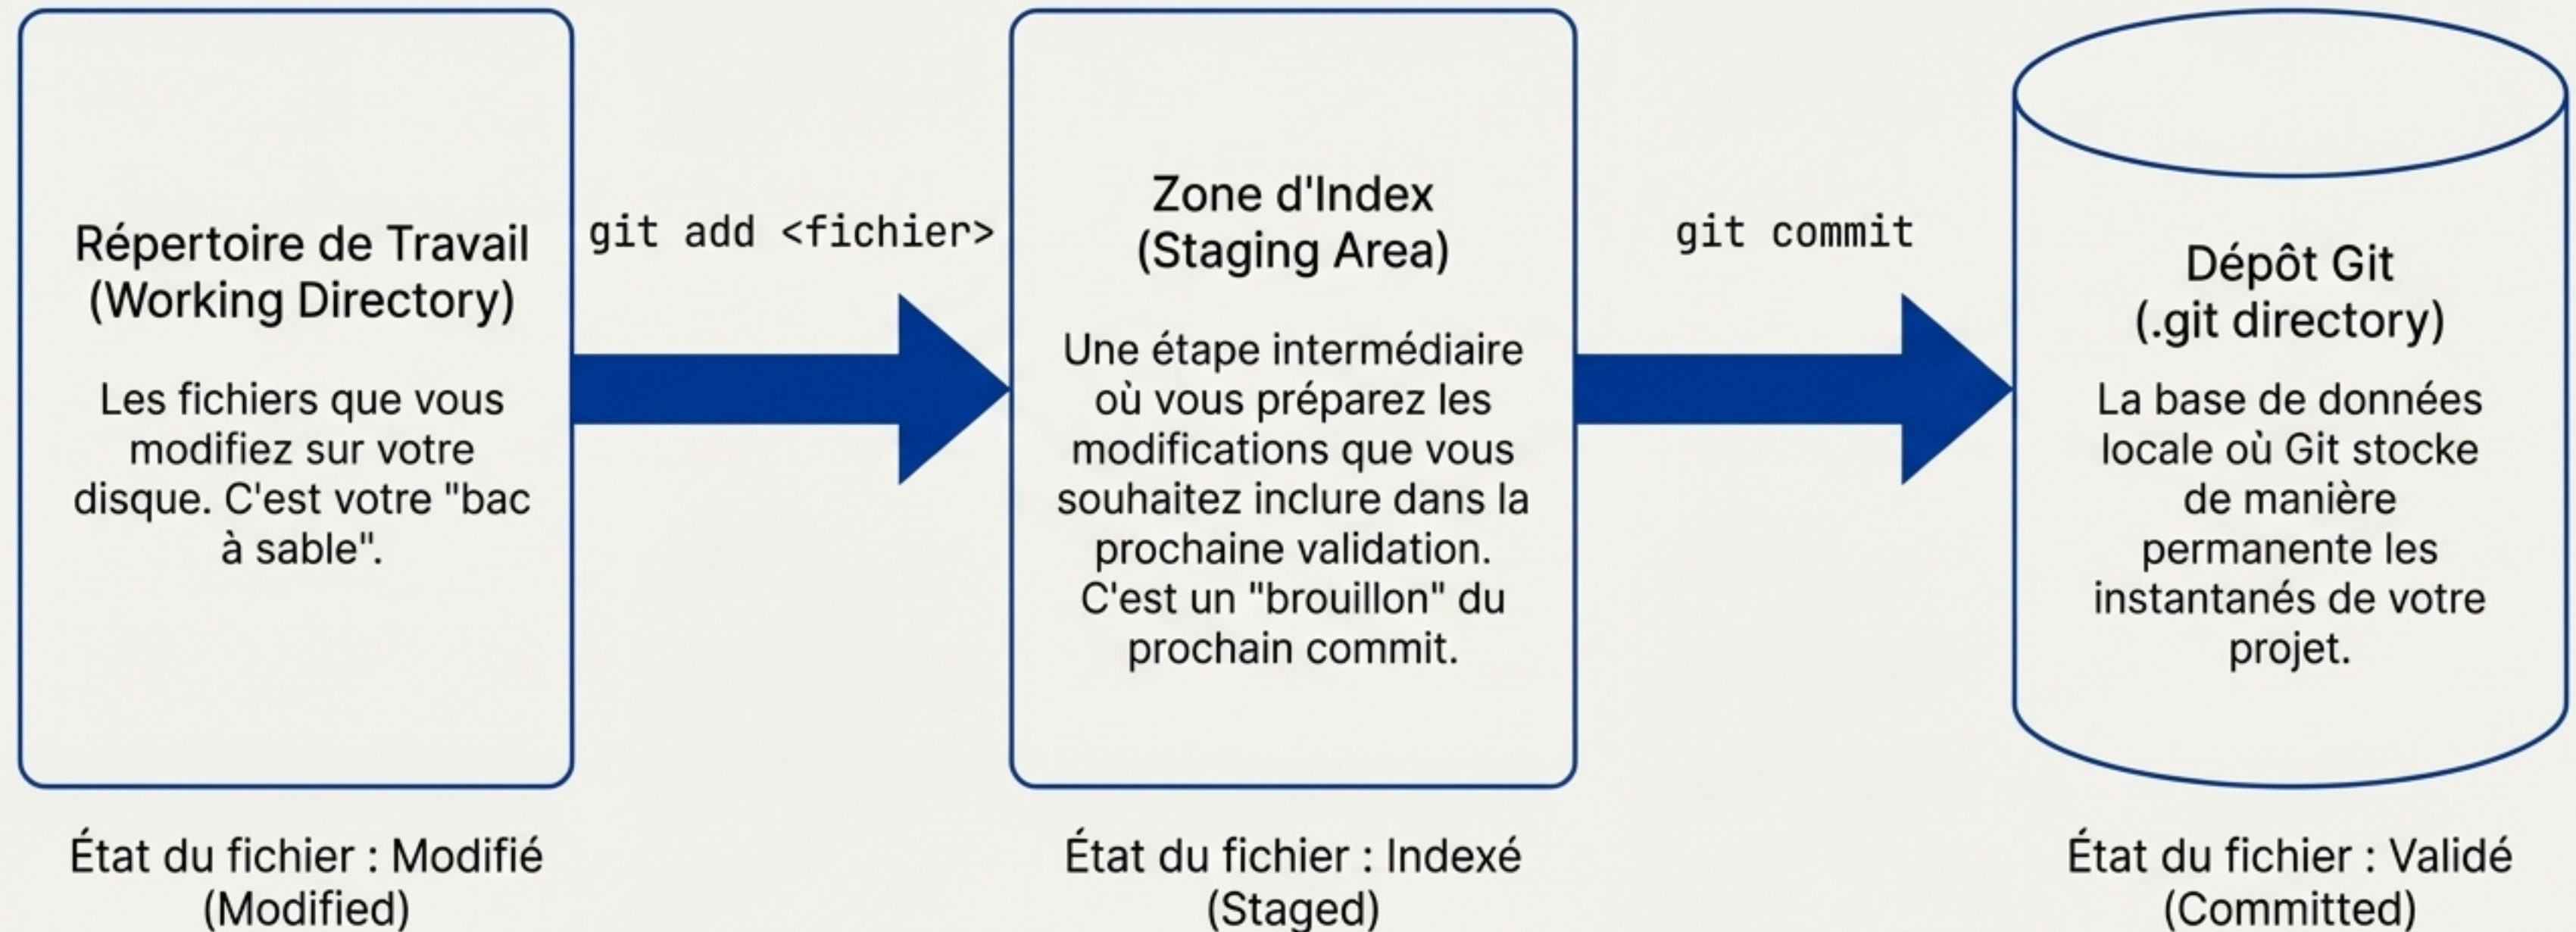 Répertoire de Travail
(Working Directory)
Les fichiers que vous
modifiez sur votre
disque. C'est votre "bac
à sable".
État du fichier : Modifié
(Modified)
git add <fichier>
Zone d'Index
(Staging Area)
Une étape intermédiaire
où vous préparez les
modifications que vous
souhaitez inclure dans la
prochaine validation.
C'est un "brouillon" du
prochain commit.
État du fichier : Indexé
(Staged)
git commit
Dépôt Git
(.git directory)
La base de données
locale où Git stocke
de manière
permanente les
instantanés de votre
projet.
État du fichier : Validé
(Committed)